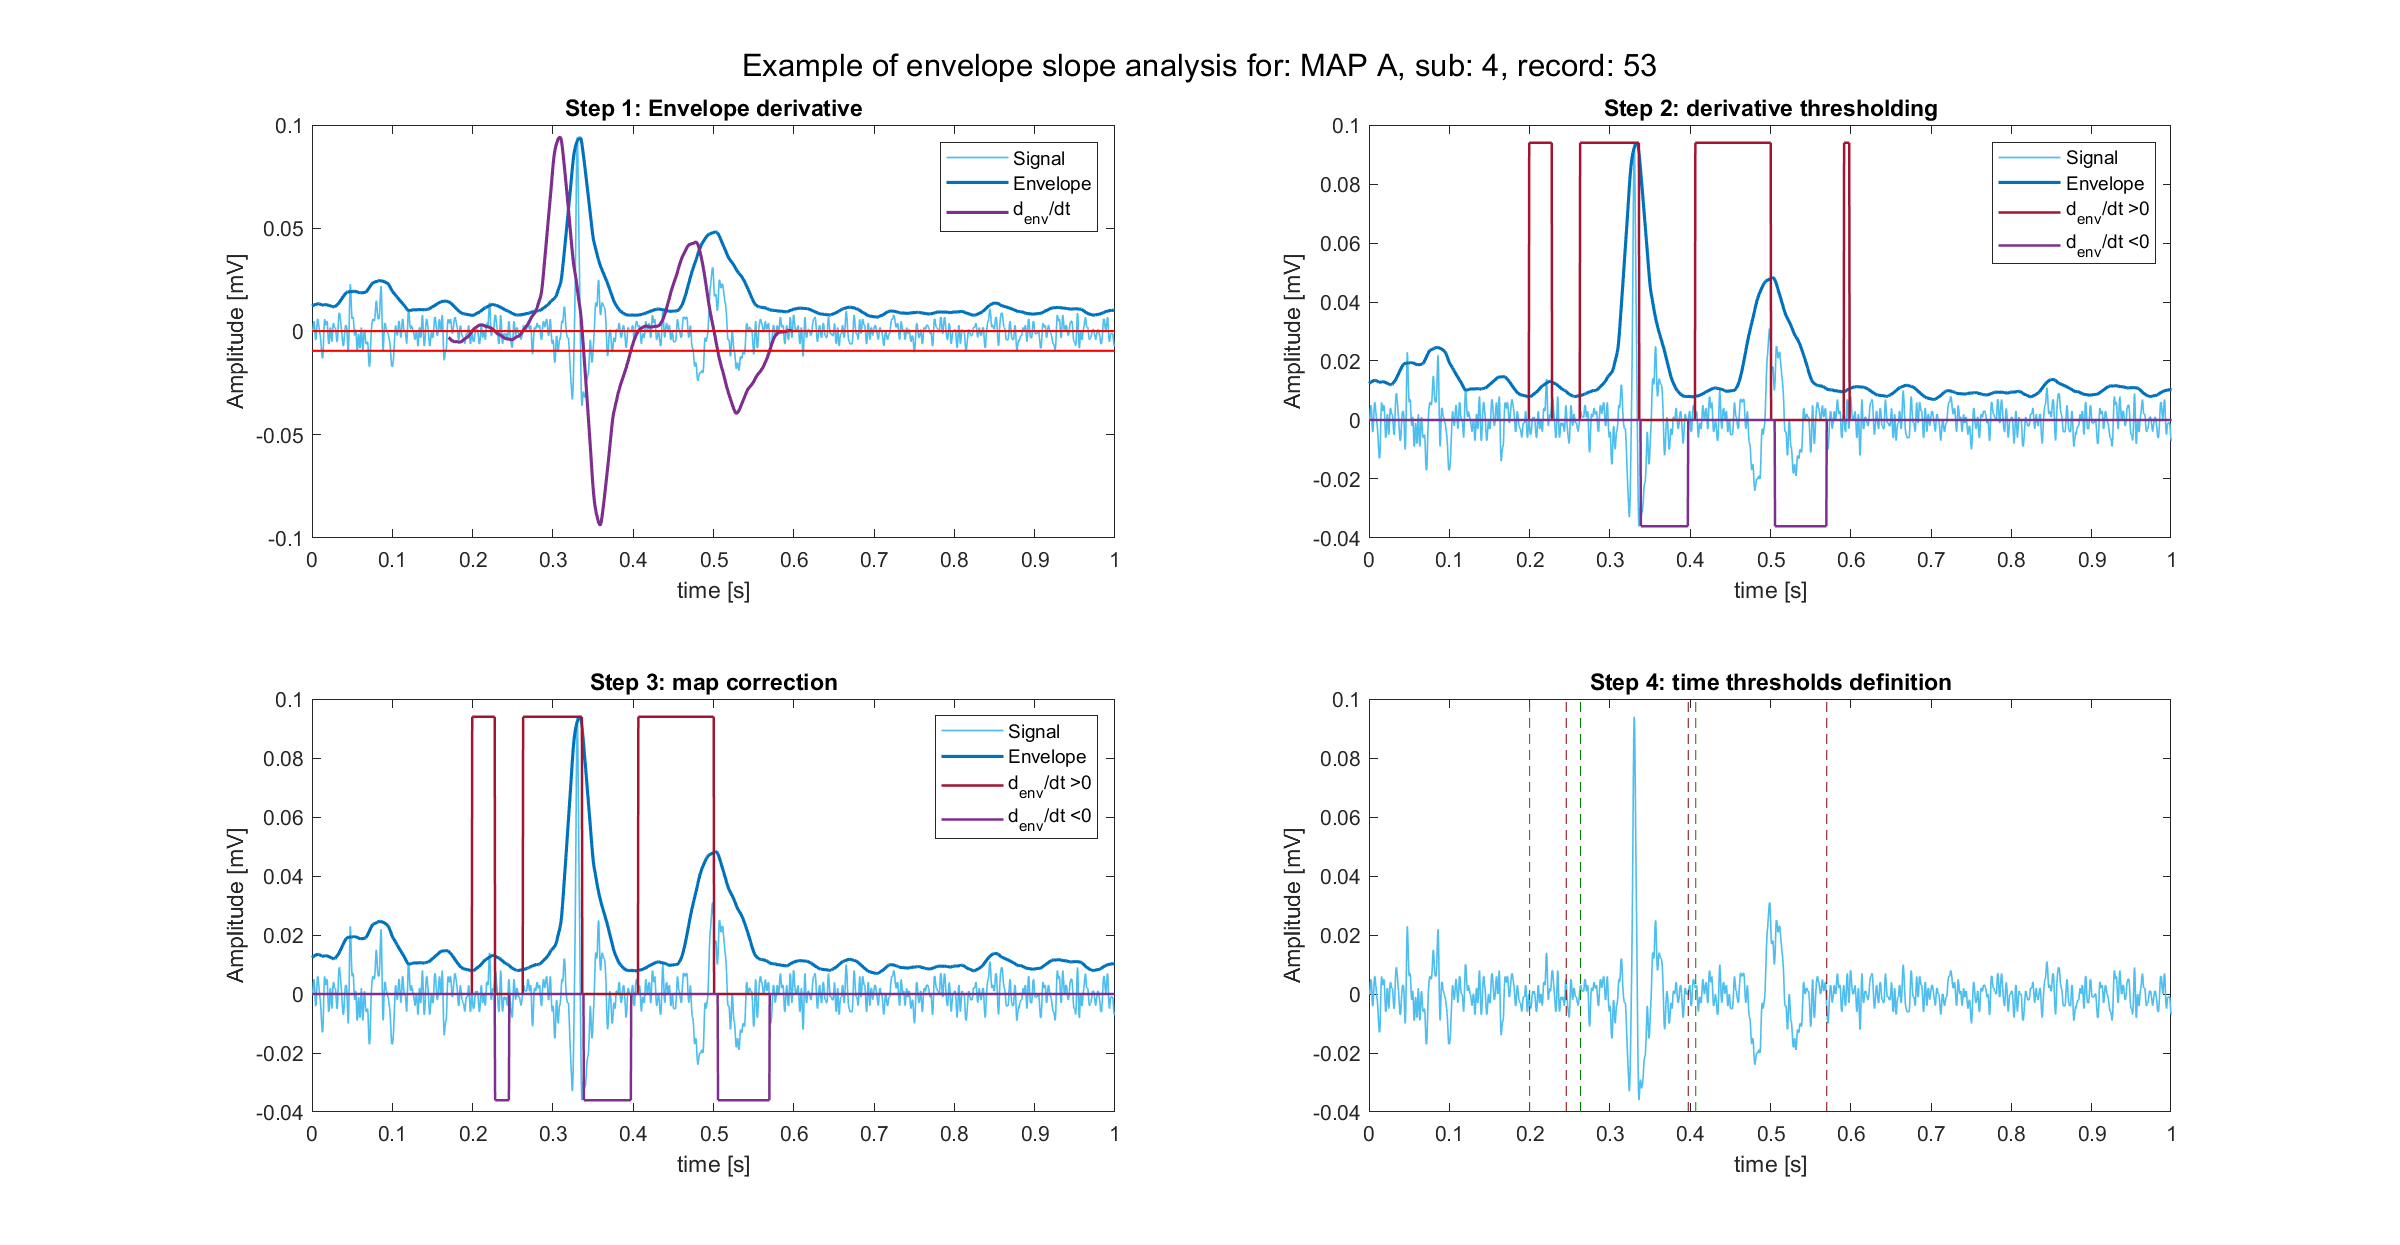 Example of envelope slope analysis for: MAP A, sub: 4, record: 53
Step 1: Envelope derivative
0.1
0.05
0
-0.05
-0.1
Amplitude [mV]
0 0.1 0.2 0.3 0.4 0.5 0.6 0.7 0.8 0.9 1
time [s]
Signal
Envelope
d_env/dt
Step 2: derivative thresholding
0.1
0.08
0.06
0.04
0.02
0
-0.02
-0.04
Amplitude [mV]
0 0.1 0.2 0.3 0.4 0.5 0.6 0.7 0.8 0.9 1
time [s]
Signal
Envelope
d_env/dt >0
d_env/dt <0
Step 3: map correction
0.1
0.08
0.06
0.04
0.02
0
-0.02
-0.04
Amplitude [mV]
0 0.1 0.2 0.3 0.4 0.5 0.6 0.7 0.8 0.9 1
time [s]
Signal
Envelope
d_env/dt >0
d_env/dt <0
Step 4: time thresholds definition
0.1
0.08
0.06
0.04
0.02
0
-0.02
-0.04
Amplitude [mV]
0 0.1 0.2 0.3 0.4 0.5 0.6 0.7 0.8 0.9 1
time [s]